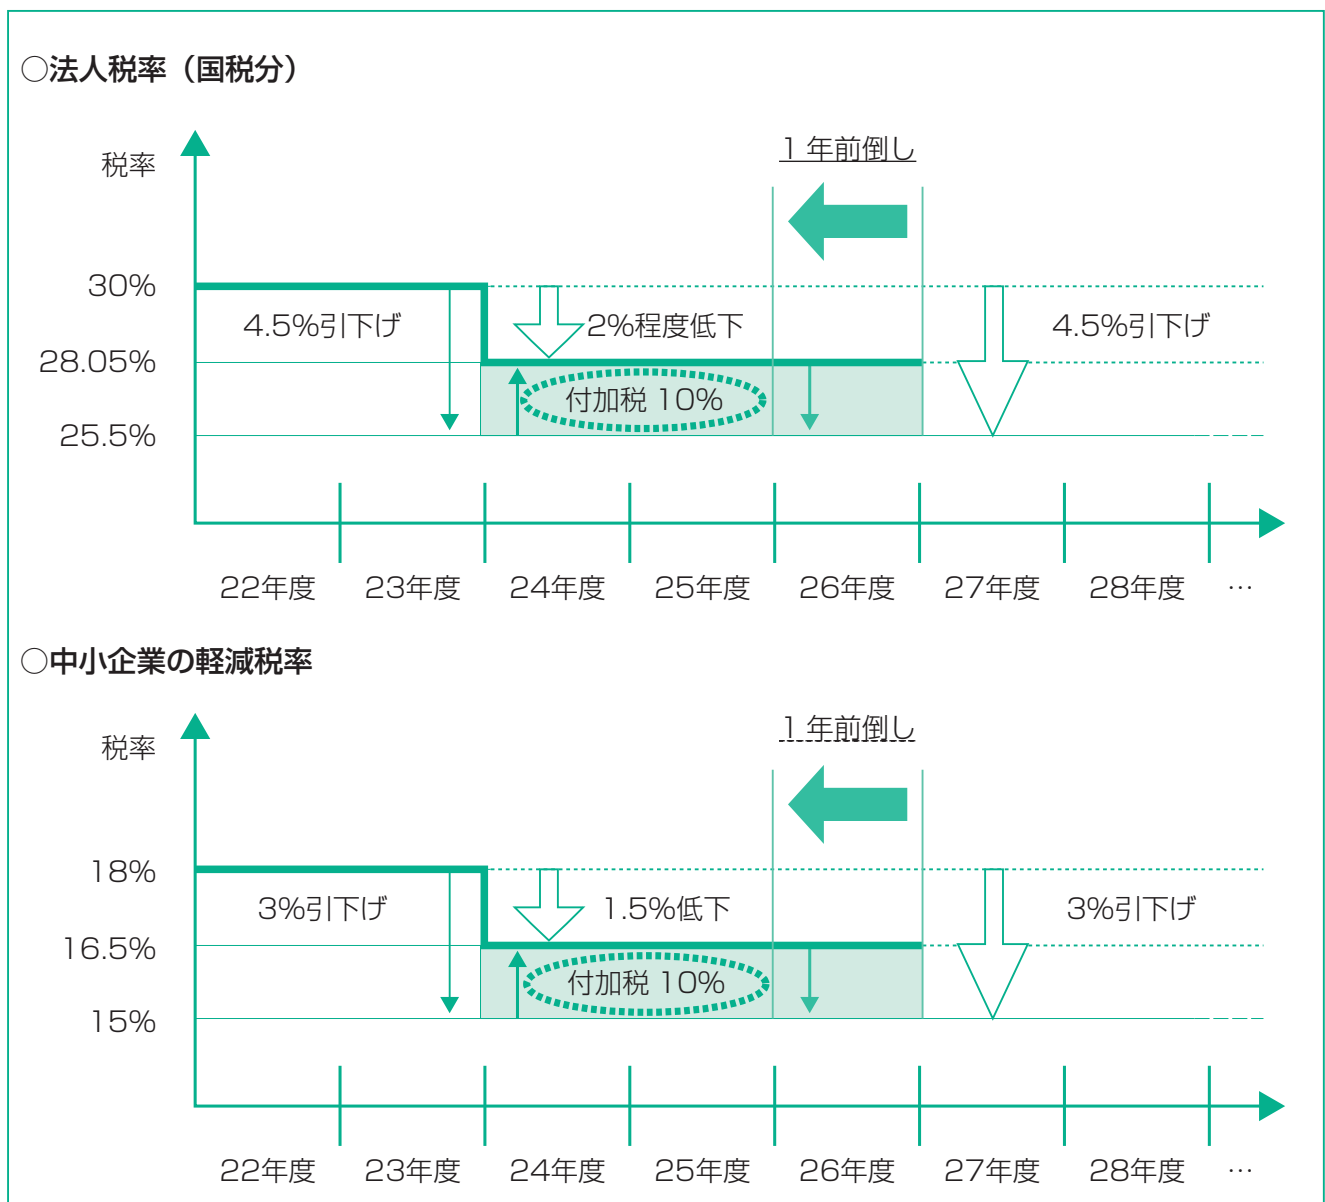 ○法人税率（国税分）
税率
1年前倒し
30%
4.5%引下げ
2%程度低下
4.5%引下げ
28.05%
付加税 10%
25.5%
22年度 23年度 24年度 25年度 26年度 27年度 28年度 …
○中小企業の軽減税率
税率
1年前倒し
18%
3%引下げ
1.5%低下
3%引下げ
16.5%
付加税 10%
15%
22年度 23年度 24年度 25年度 26年度 27年度 28年度 …